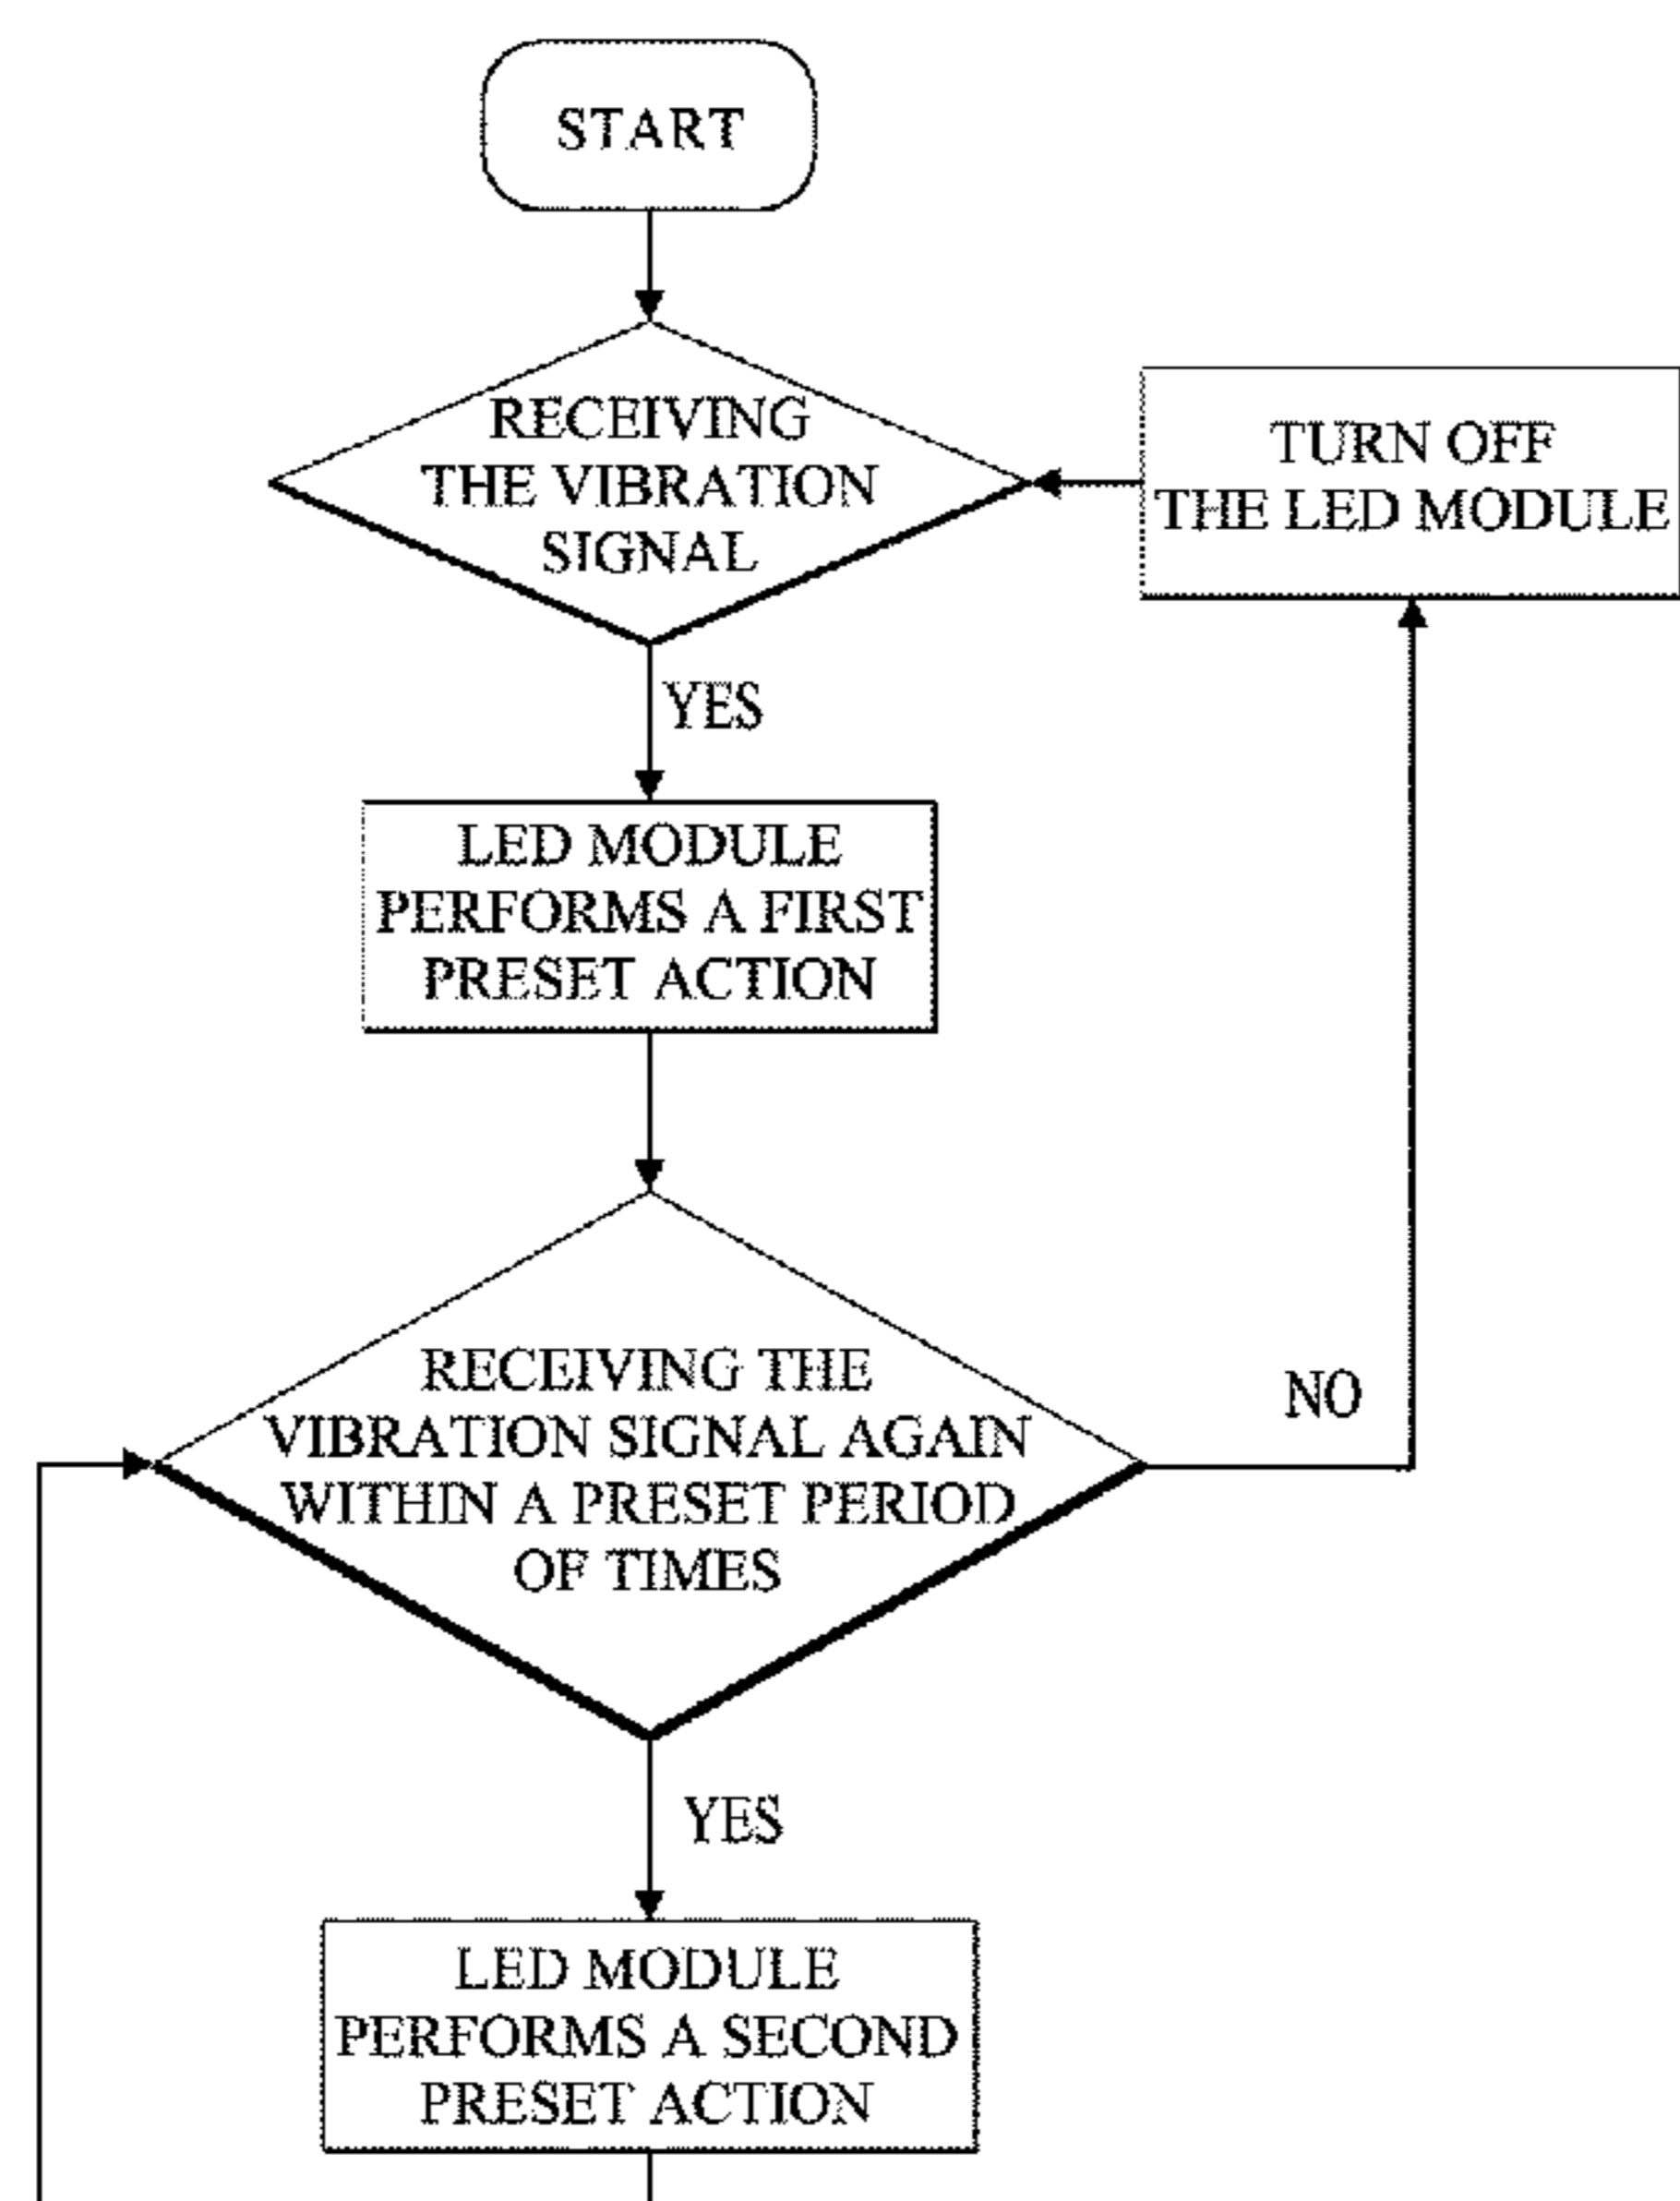 START
RECEIVING
THE VIBRATION
SIGNAL
TURN OFF
THE LED MODULE
YES
LED MODULE
PERFORMS A FIRST
PRESET ACTION
RECEIVING THE
VIBRATION SIGNAL AGAIN
WITHIN A PRESET PERIOD
OF TIMES
NO
YES
LED MODULE
PERFORMS A SECOND
PRESET ACTION